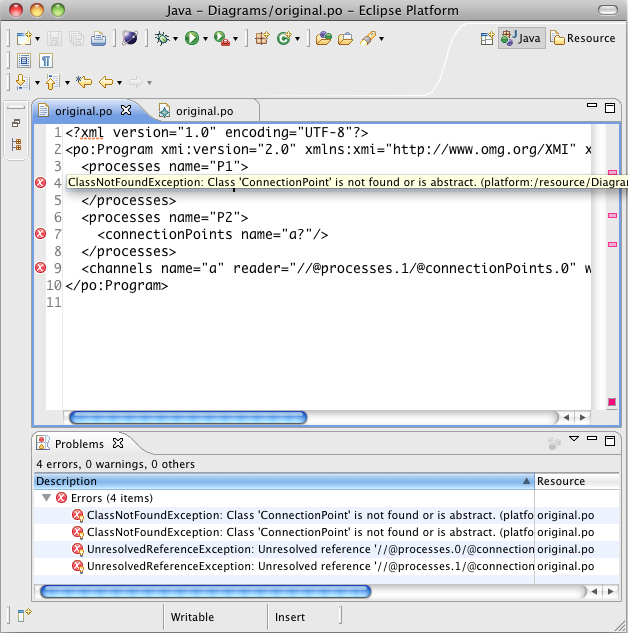 Java - Diagrams/original.po - Eclipse Platform
Java
Resource
original.po
original.po
1 <?xml version="1.0" encoding="UTF-8"?>
2 <po:Program xmi:version="2.0" xmlns:xmi="http://www.omg.org/XMI" x
3 <processes name="P1">
4 ClassNotFoundException: Class 'ConnectionPoint' is not found or is abstract. (platform:/resource/Diagram
5 </processes>
6 <processes name="P2">
7 <connectionPoints name="a?"/>
8 </processes>
9 <channels name="a" reader="//@processes.1/@connectionPoints.0" w
10 </po:Program>
11
Problems
4 errors, 0 warnings, 0 others
Description Resource
Errors (4 items)
ClassNotFoundException: Class 'ConnectionPoint' is not found or is abstract. (platfo original.po
ClassNotFoundException: Class 'ConnectionPoint' is not found or is abstract. (platfo original.po
UnresolvedReferenceException: Unresolved reference '//@processes.0/@connection original.po
UnresolvedReferenceException: Unresolved reference '//@processes.1/@connection original.po
Writable Insert